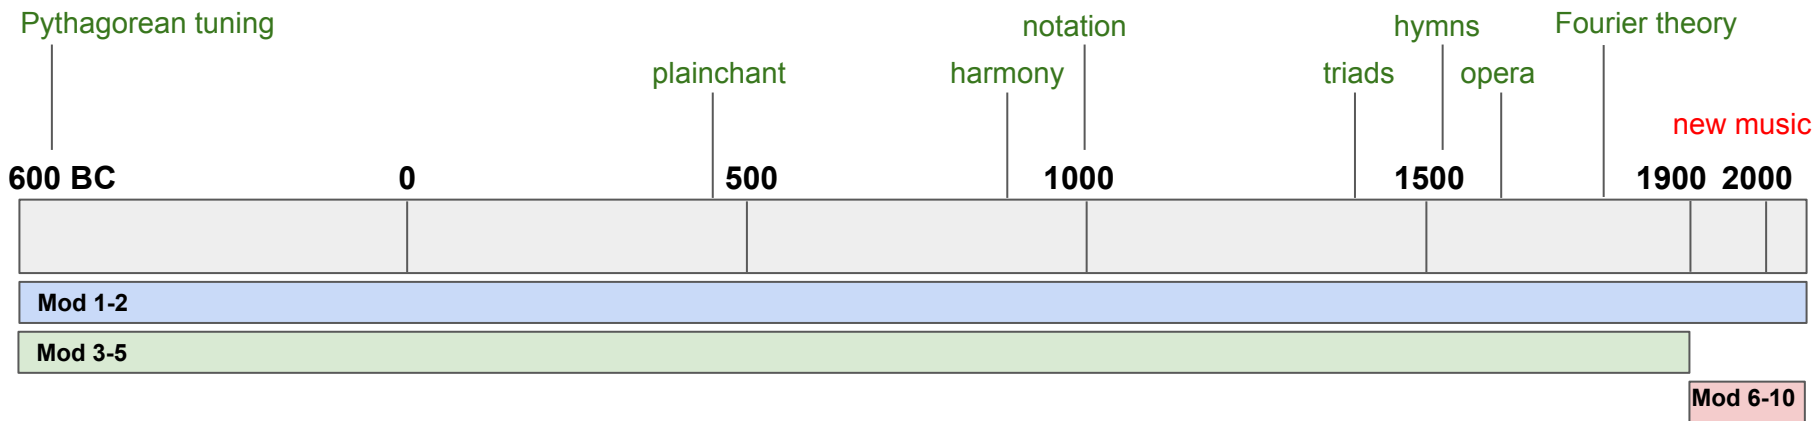 Pythagorean tuning
notation
hymns
Fourier theory
plainchant
harmony
triads
opera
new music
600 BC 0 500 1000 1500 1900 2000
Mod 1-2
Mod 3-5
Mod 6-10